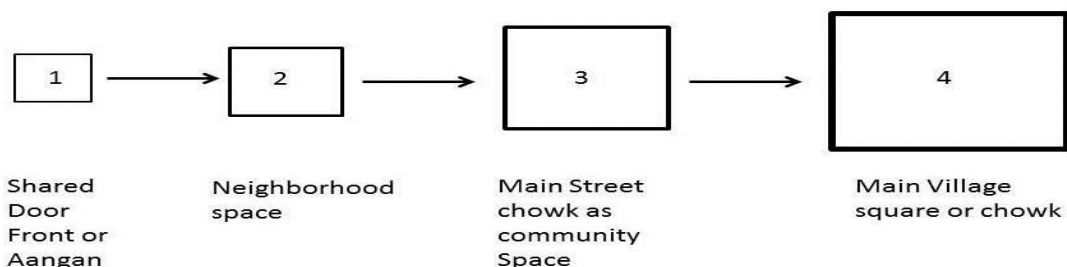 1
2
3
4
Shared
Door
Front or
Aangan
Neighborhood
space
Main Street
chowk as
community
Space
Main Village
square or chowk